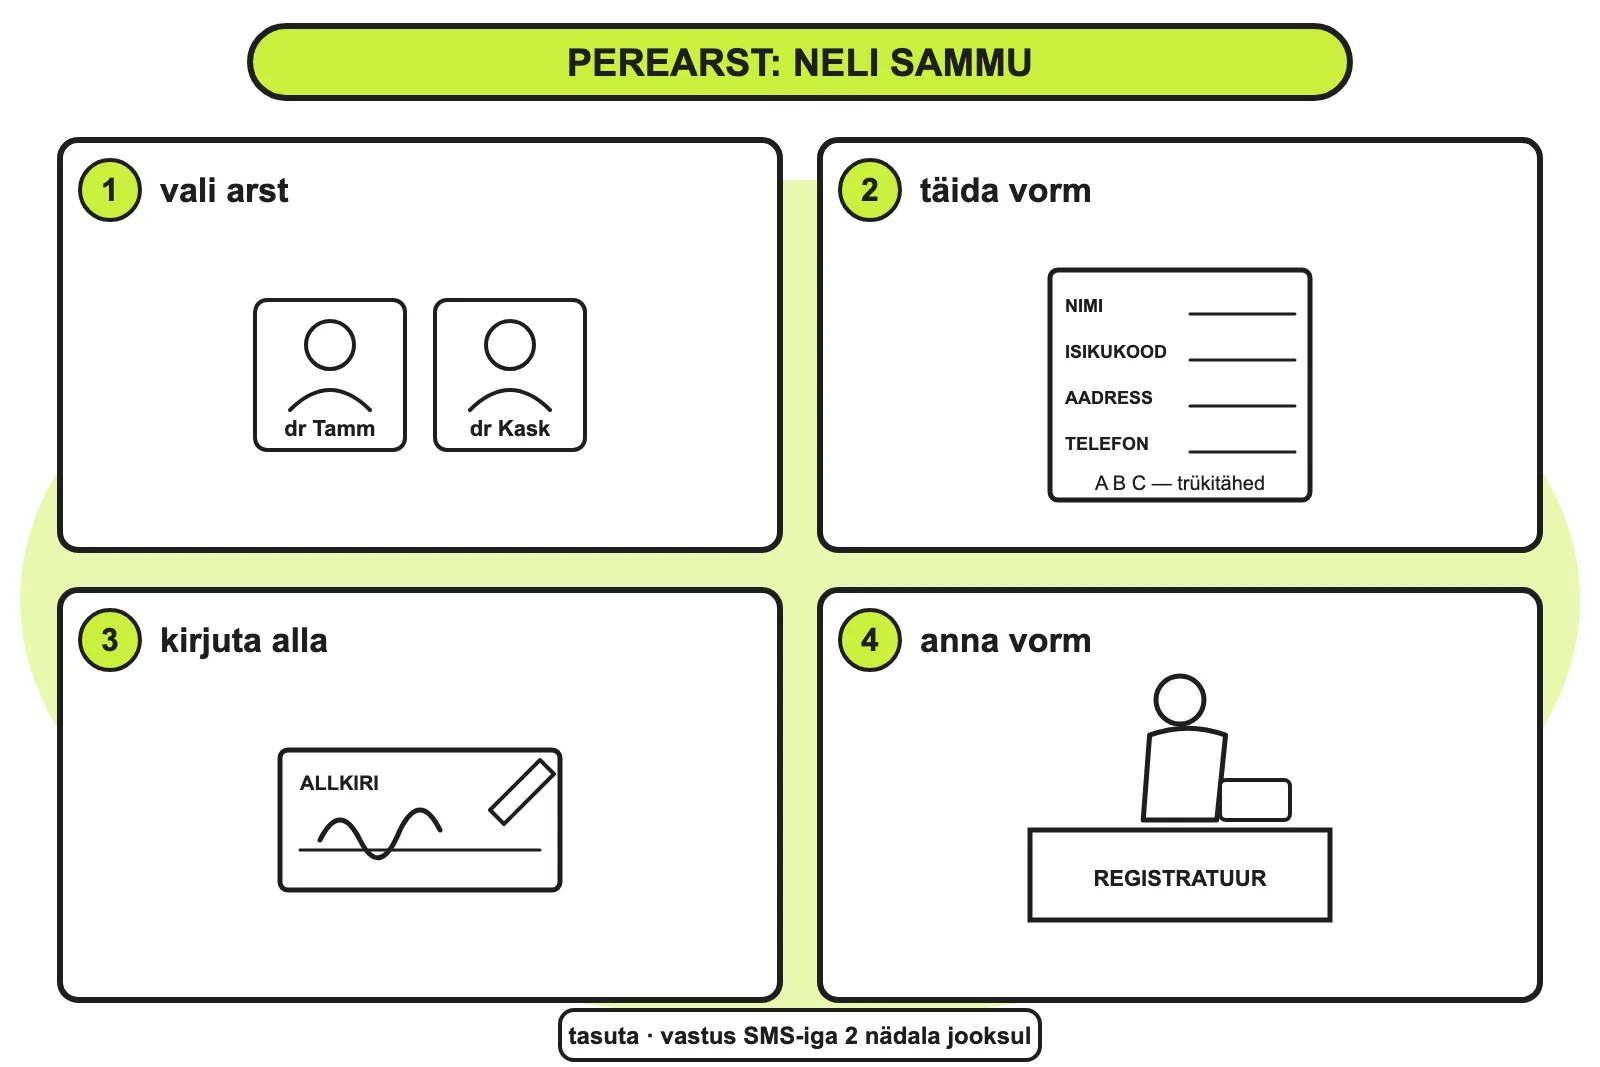 PEREARST: NELI SAMMU
1 vali arst
dr Tamm
dr Kask
2 täida vorm
NIMI
ISIKUKOOD
AADRESS
TELEFON
A B C — trükitähed
3 kirjuta alla
ALLKIRI
4 anna vorm
REGISTRATUUR
tasuta · vastus SMS-iga 2 nädala jooksul